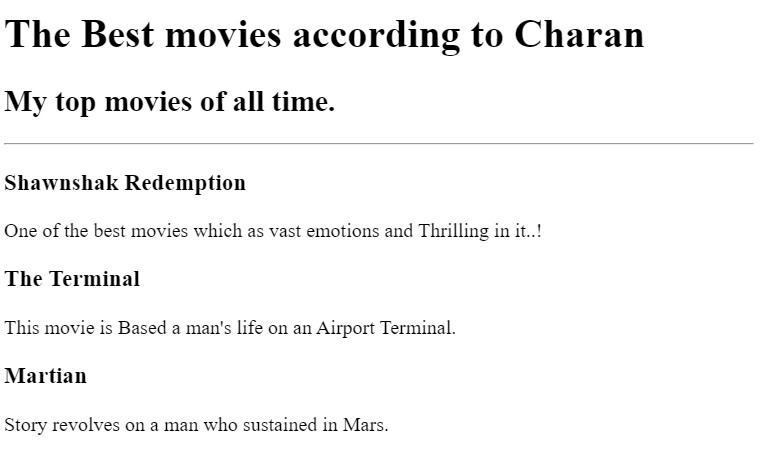 The Best movies according to Charan
My top movies of all time.
Shawnshak Redemption
One of the best movies which as vast emotions and Thrilling in it..!
The Terminal
This movie is Based a man's life on an Airport Terminal.
Martian
Story revolves on a man who sustained in Mars.